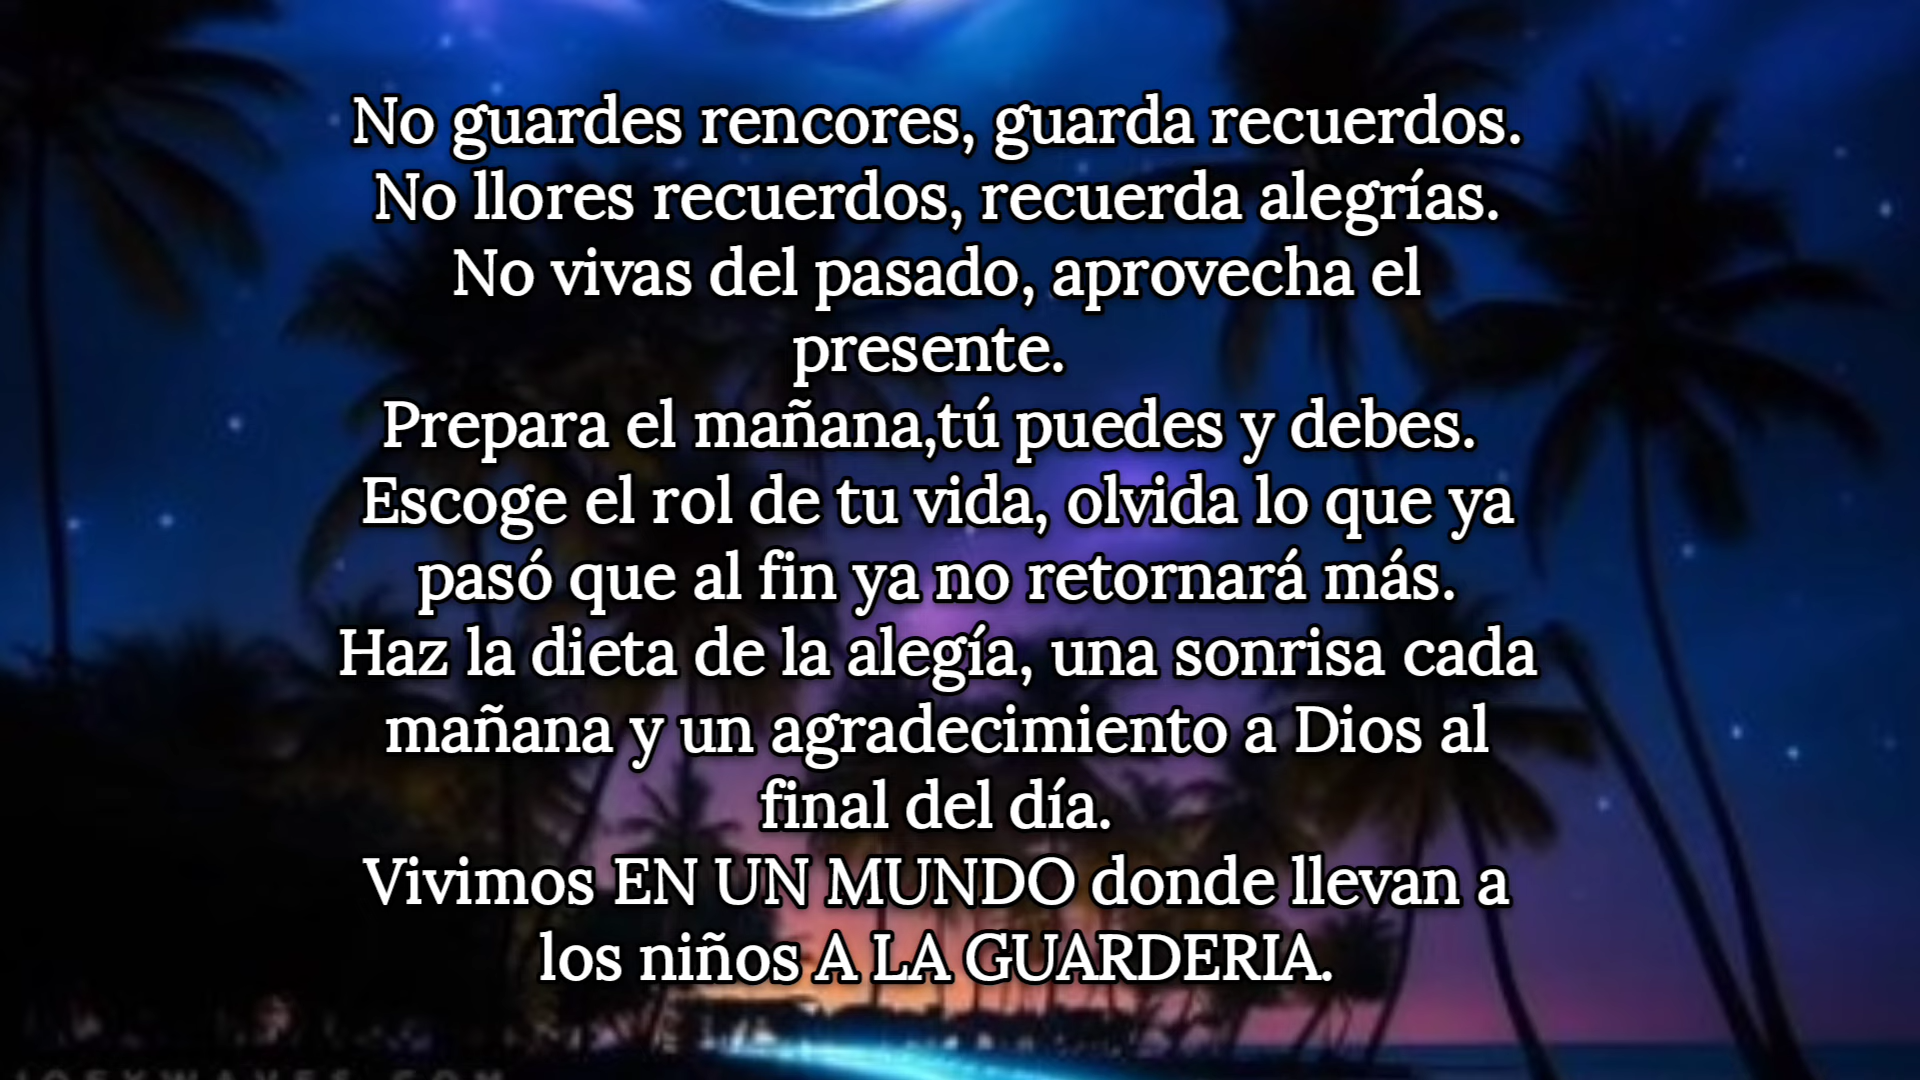 No guardes rencores, guarda recuerdos.
No llores recuerdos, recuerda alegrías.
No vivas del pasado, aprovecha el
presente.
Prepara el mañana,tú puedes y debes.
Escoge el rol de tu vida, olvida lo que ya
pasó que al fin ya no retornará más.
Haz la dieta de la alegía, una sonrisa cada
mañana y un agradecimiento a Dios al
final del día.
Vivimos EN UN MUNDO donde llevan a
los niños A LA GUARDERIA.